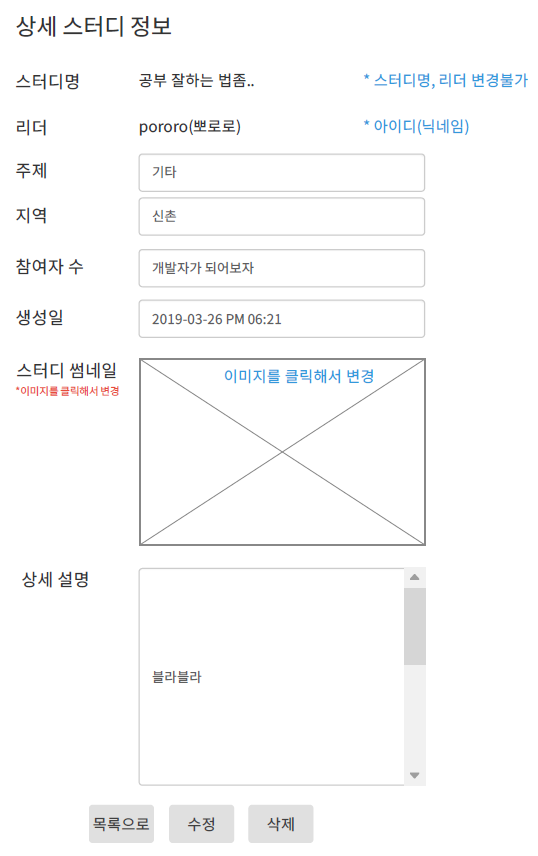 상세 스터디 정보
스터디명 공부 잘하는 법좀.. * 스터디명, 리더 변경불가
리더 pororo(뽀로로) * 아이디(닉네임)
주제 기타
지역 신촌
참여자 수 개발자가 되어보자
생성일 2019-03-26 PM 06:21
스터디 썸네일 이미지를 클릭해서 변경
*이미지를 클릭해서 변경
상세 설명
블라블라
목록으로 수정 삭제